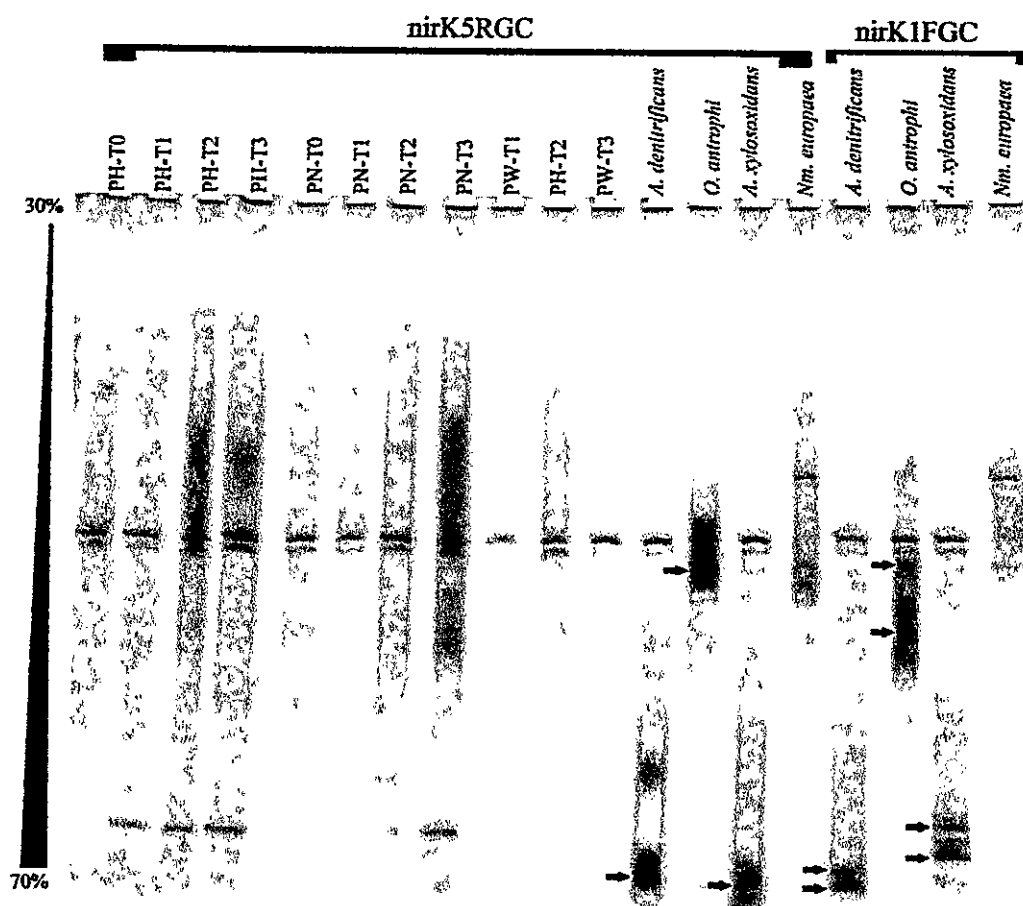 nirK5RGC
nirK1FGC
PH-T0
PH-T1
PH-T2
PH-T3
PN-T0
PN-T1
PN-T2
PN-T3
PW-T1
PH-T2
PW-T3
A. denitrificans
O. antrophi
A. xylosoxidans
Nm. europaea
A. denitrificans
O. antrophi
A. xylosoxidans
Nm. europaea
30%
70%